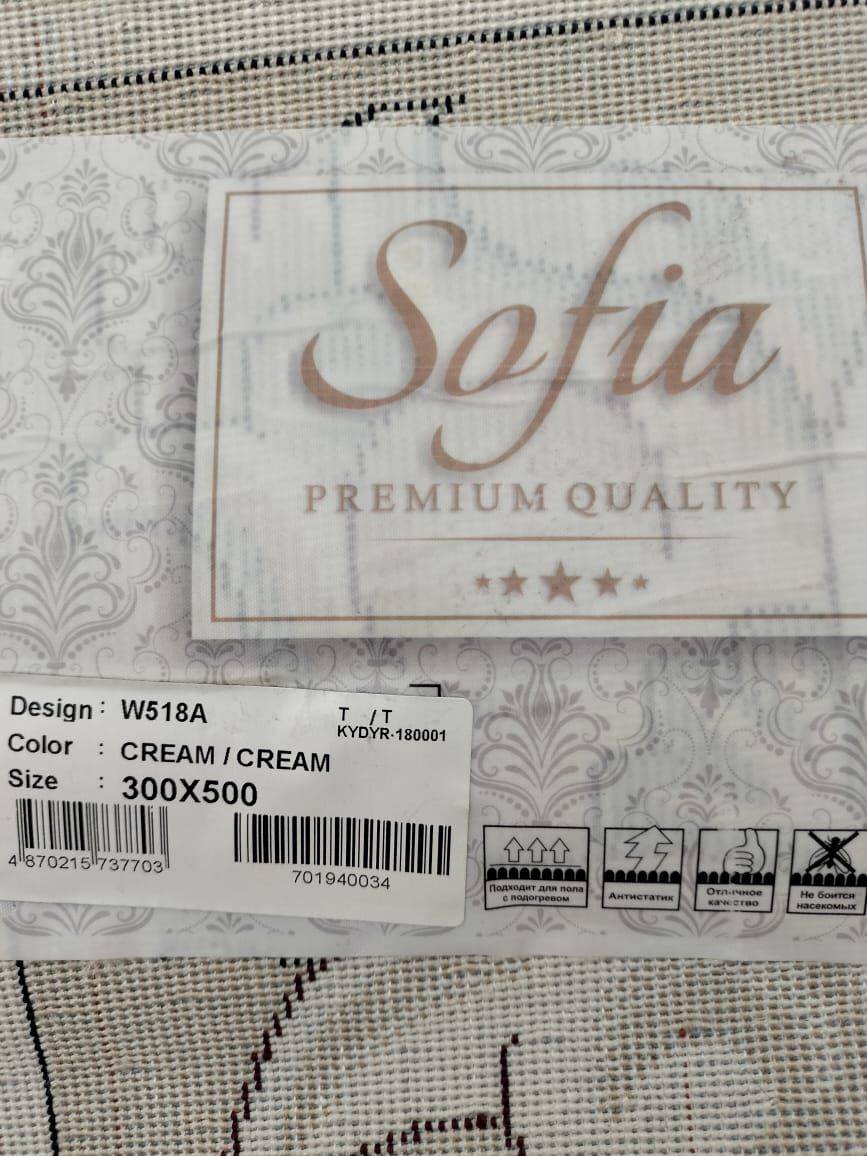 Sofia
PREMIUM QUALITY
Design : W518A
T / T
KYDYR-180001
Color : CREAM / CREAM
Size : 300X500
4 870215 737703
701940034
Подходит для пола
с подогревом
Антистатик
Отличное
качество
Не боится
насекомых